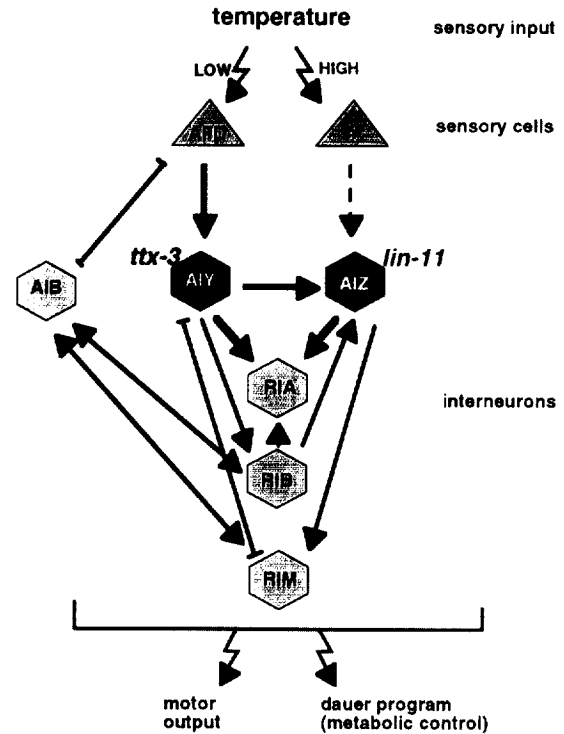 temperature
sensory input
LOW
HIGH
AFD
sensory cells
ttx-3
lin-11
AIY
AIZ
AIB
RIA
interneurons
RIB
RIM
motor
output
dauer program
(metabolic control)